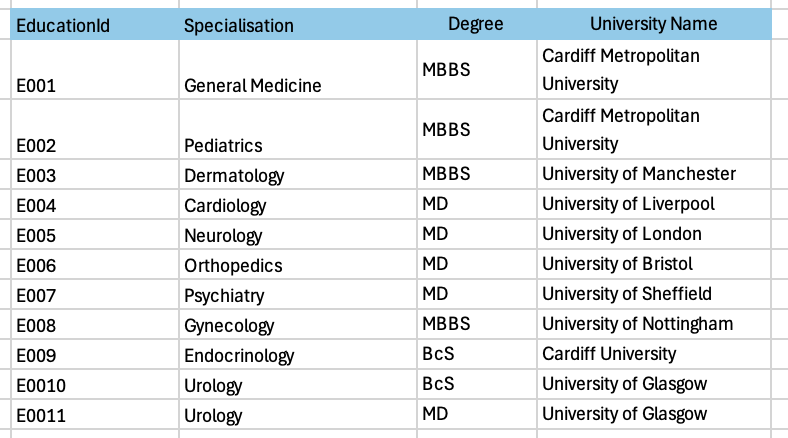 EducationId Specialisation Degree University Name
E001 General Medicine MBBS Cardiff Metropolitan
University
E002 Pediatrics MBBS Cardiff Metropolitan
University
E003 Dermatology MBBS University of Manchester
E004 Cardiology MD University of Liverpool
E005 Neurology MD University of London
E006 Orthopedics MD University of Bristol
E007 Psychiatry MD University of Sheffield
E008 Gynecology MBBS University of Nottingham
E009 Endocrinology BcS Cardiff University
E0010 Urology BcS University of Glasgow
E0011 Urology MD University of Glasgow